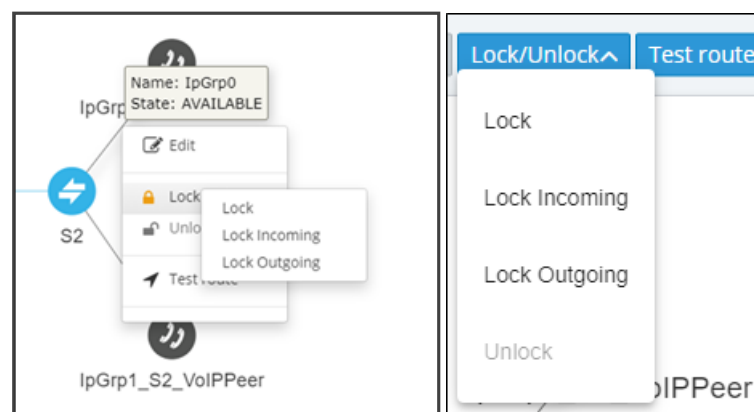 Name: IpGrp0
State: AVAILABLE
IpGrp
Edit
Lock
Unlo
Lock
Lock Incoming
Lock Outgoing
Test route
S2
IpGrp1_S2_VoIPPeer
Lock/Unlock
Test route
Lock
Lock Incoming
Lock Outgoing
Unlock
oIPPeer